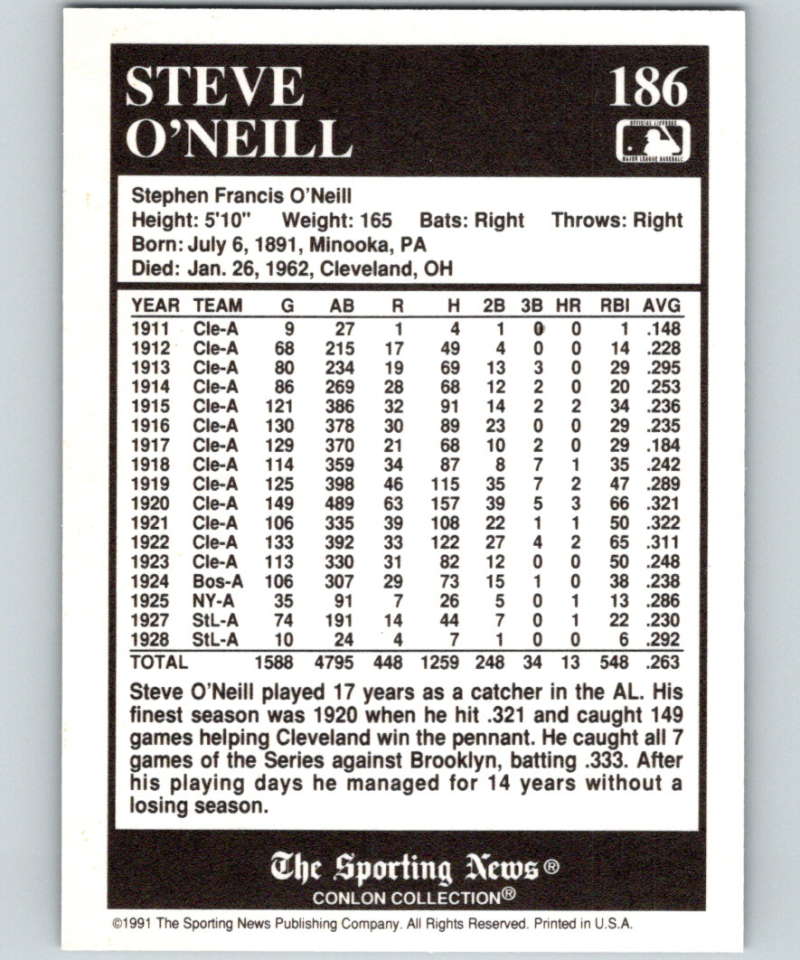 STEVE 186
O'NEILL
OFFICIAL LICENSEE
MAJOR LEAGUE BASEBALL
Stephen Francis O'Neill
Height: 5'10" Weight: 165 Bats: Right Throws: Right
Born: July 6, 1891, Minooka, PA
Died: Jan. 26, 1962, Cleveland, OH
YEAR TEAM G AB R H 2B 3B HR RBI AVG
1911 Cle-A 9 27 1 4 1 0 0 1 .148
1912 Cle-A 68 215 17 49 4 0 0 14 .228
1913 Cle-A 80 234 19 69 13 3 0 29 .295
1914 Cle-A 86 269 28 68 12 2 0 20 .253
1915 Cle-A 121 386 32 91 14 2 2 34 .236
1916 Cle-A 130 378 30 89 23 0 0 29 .235
1917 Cle-A 129 370 21 68 10 2 0 29 .184
1918 Cle-A 114 359 34 87 8 7 1 35 .242
1919 Cle-A 125 398 46 115 35 7 2 47 .289
1920 Cle-A 149 489 63 157 39 5 3 66 .321
1921 Cle-A 106 335 39 108 22 1 1 50 .322
1922 Cle-A 133 392 33 122 27 4 2 65 .311
1923 Cle-A 113 330 31 82 12 0 0 50 .248
1924 Bos-A 106 307 29 73 15 1 0 38 .238
1925 NY-A 35 91 7 26 5 0 1 13 .286
1927 StL-A 74 191 14 44 7 0 1 22 .230
1928 StL-A 10 24 4 7 1 0 0 6 .292
TOTAL 1588 4795 448 1259 248 34 13 548 .263
Steve O'Neill played 17 years as a catcher in the AL. His
finest season was 1920 when he hit .321 and caught 149
games helping Cleveland win the pennant. He caught all 7
games of the Series against Brooklyn, batting .333. After
his playing days he managed for 14 years without a
losing season.
The Sporting News®
CONLON COLLECTION®
©1991 The Sporting News Publishing Company. All Rights Reserved. Printed in U.S.A.